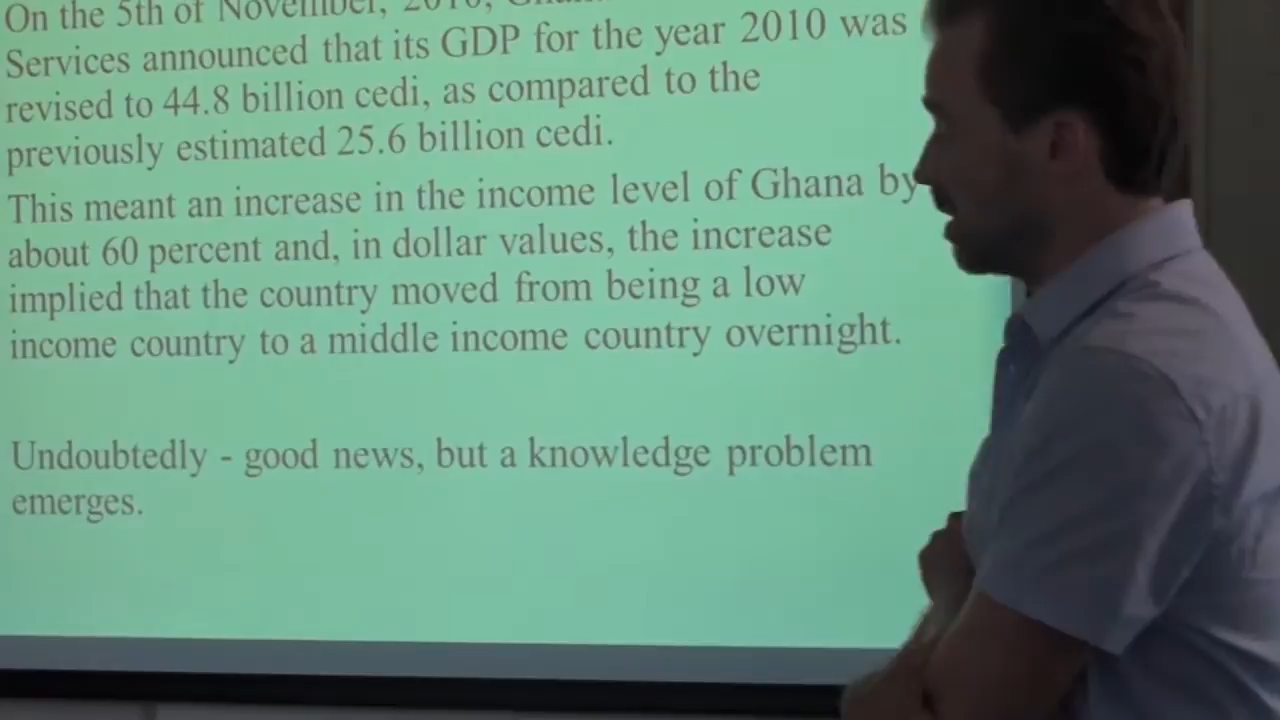 On the 5th of November, 2010,
Services announced that its GDP for the year 2010 was
revised to 44.8 billion cedi, as compared to the
previously estimated 25.6 billion cedi.
This meant an increase in the income level of Ghana by
about 60 percent and, in dollar values, the increase
implied that the country moved from being a low
income country to a middle income country overnight.
Undoubtedly - good news, but a knowledge problem
emerges.